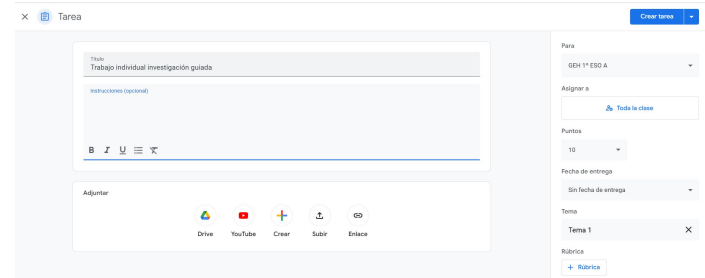 Tarea
Crear tarea
Título
Trabajo individual investigación guiada
Instrucciones (opcional)
B I U
Adjuntar
Drive YouTube Crear Subir Enlace
Para
GEH 1º ESO A
Asignar a
Toda la clase
Puntos
10
Fecha de entrega
Sin fecha de entrega
Tema
Tema 1
Rúbrica
+ Rúbrica